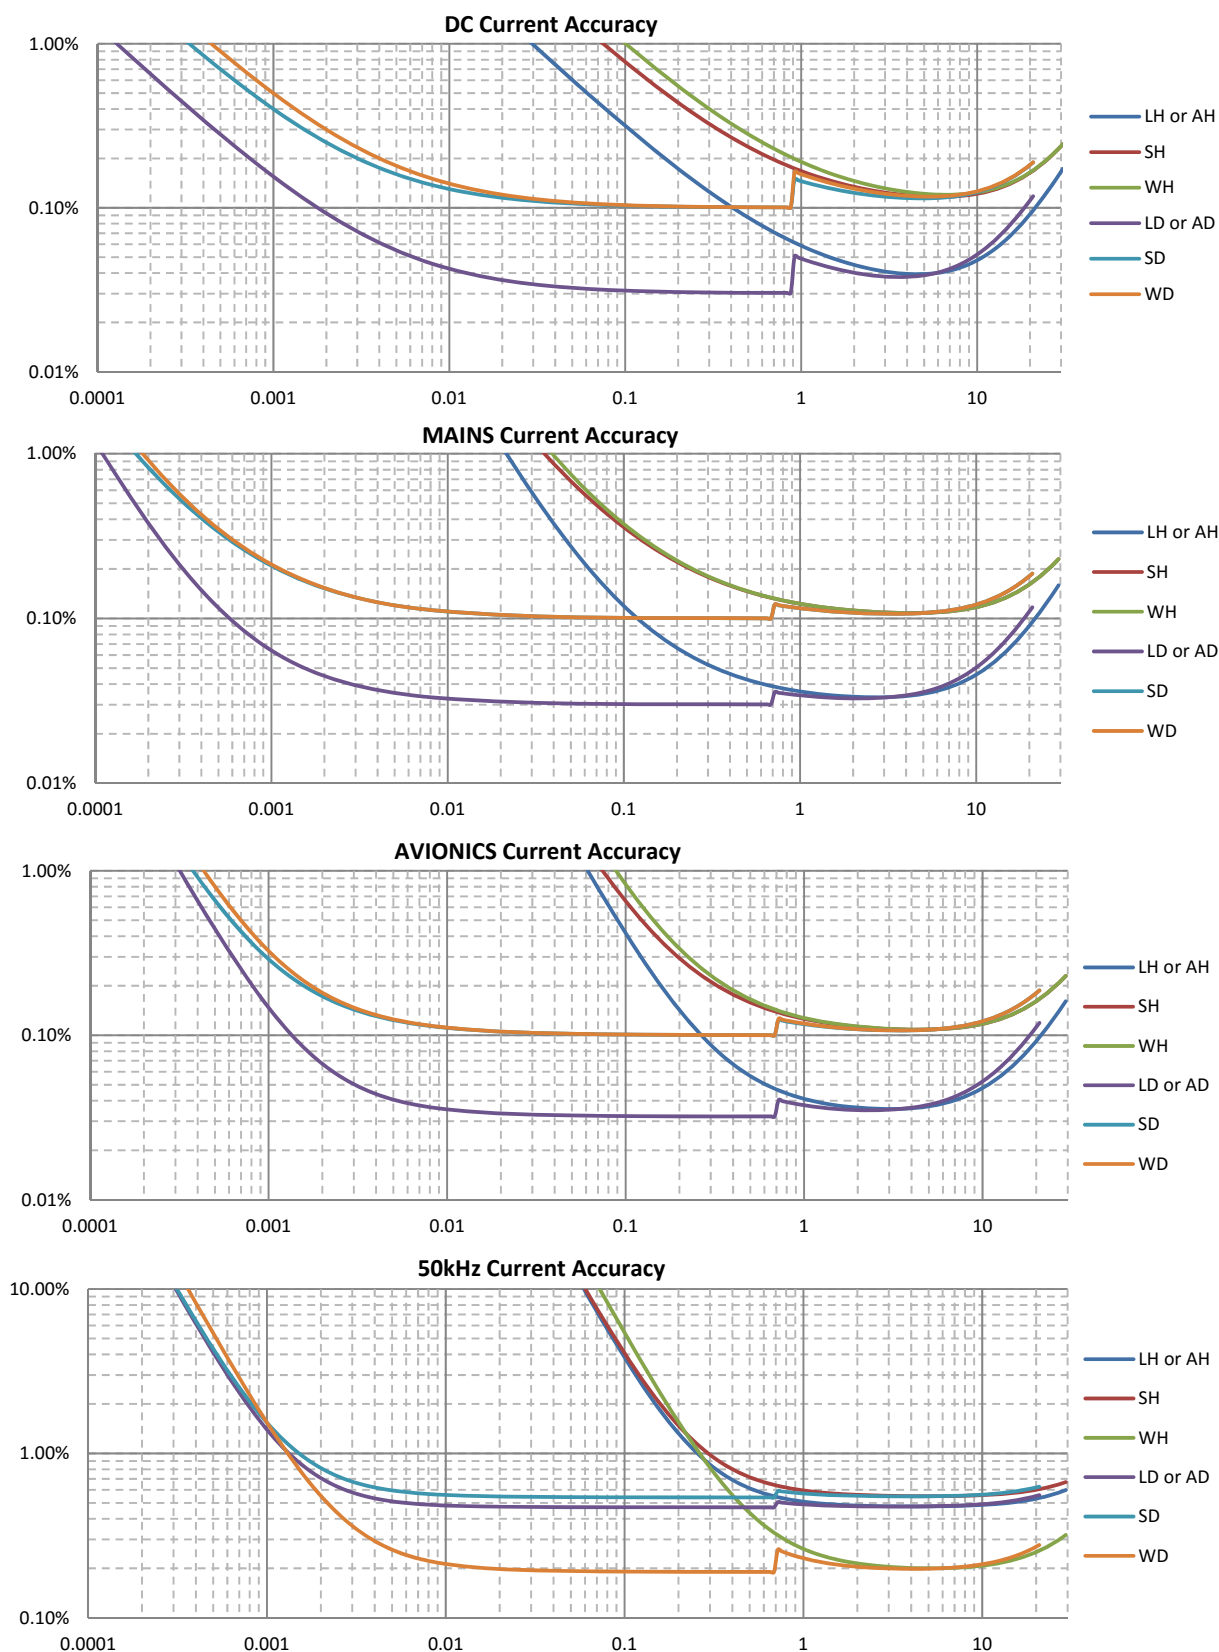 DC Current Accuracy
1.00%
0.10%
0.01%
0.0001 0.001 0.01 0.1 1 10
LH or AH
SH
WH
LD or AD
SD
WD
MAINS Current Accuracy
1.00%
0.10%
0.01%
0.0001 0.001 0.01 0.1 1 10
LH or AH
SH
WH
LD or AD
SD
WD
AVIONICS Current Accuracy
1.00%
0.10%
0.01%
0.0001 0.001 0.01 0.1 1 10
LH or AH
SH
WH
LD or AD
SD
WD
50kHz Current Accuracy
10.00%
1.00%
0.10%
0.0001 0.001 0.01 0.1 1 10
LH or AH
SH
WH
LD or AD
SD
WD